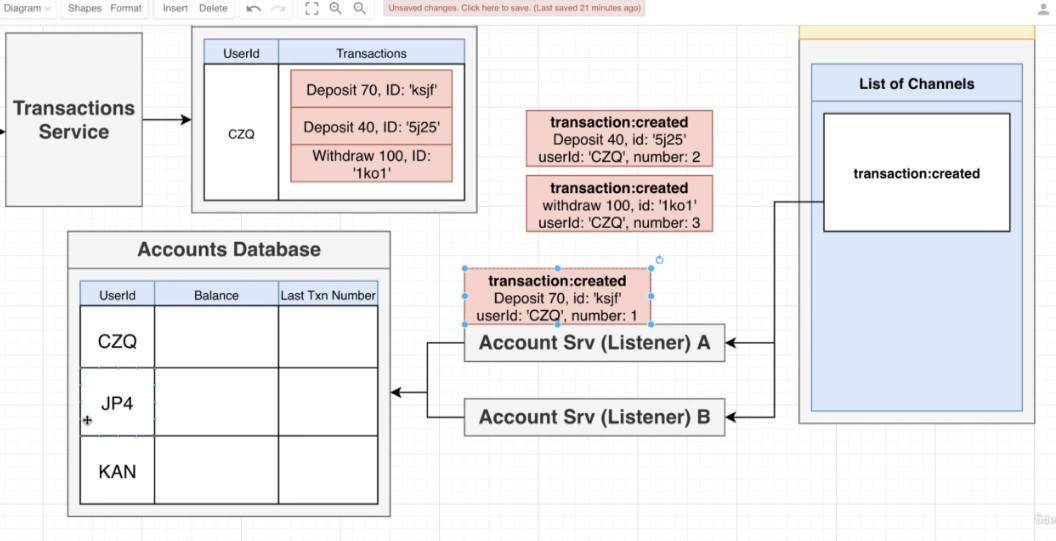 Diagram Shapes Format Insert Delete Unsaved changes. Click here to save. (Last saved 21 minutes ago)
Transactions
Service
UserId Transactions
CZQ
Deposit 70, ID: 'ksjf'
Deposit 40, ID: '5j25'
Withdraw 100, ID:
'1ko1'
transaction:created
Deposit 40, id: '5j25'
userId: 'CZQ', number: 2
transaction:created
withdraw 100, id: '1ko1'
userId: 'CZQ', number: 3
List of Channels
transaction:created
Accounts Database
UserId Balance Last Txn Number
CZQ
JP4
KAN
transaction:created
Deposit 70, id: 'ksjf'
userId: 'CZQ', number: 1
Account Srv (Listener) A
Account Srv (Listener) B